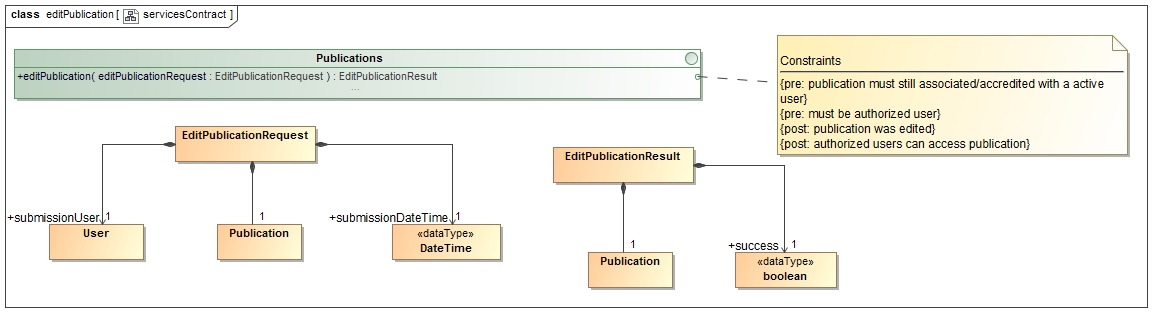 class editPublication [ servicesContract ]
Publications
+editPublication( editPublicationRequest : EditPublicationRequest ) : EditPublicationResult
...
Constraints
{pre: publication must still associated/accredited with a active
user}
{pre: must be authorized user}
{post: publication was edited}
{post: authorized users can access publication}
EditPublicationRequest
EditPublicationResult
+submissionUser 1
1
+submissionDateTime 1
User
Publication
«dataType»
DateTime
1
+success 1
Publication
«dataType»
boolean